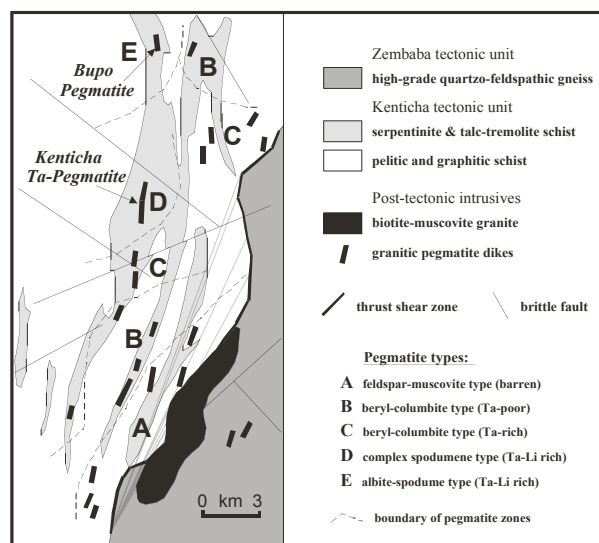 E
B
Bupo
Pegmatite
C
Kenticha
Ta-Pegmatite
D
C
B
A
0 km 3
Zembaba tectonic unit
high-grade quartzo-feldspathic gneiss
Kenticha tectonic unit
serpentinite & talc-tremolite schist
pelitic and graphitic schist
Post-tectonic intrusives
biotite-muscovite granite
granitic pegmatite dikes
thrust shear zone brittle fault
Pegmatite types:
A feldspar-muscovite type (barren)
B beryl-columbite type (Ta-poor)
C beryl-columbite type (Ta-rich)
D complex spodumene type (Ta-Li rich)
E albite-spodume type (Ta-Li rich)
boundary of pegmatite zones